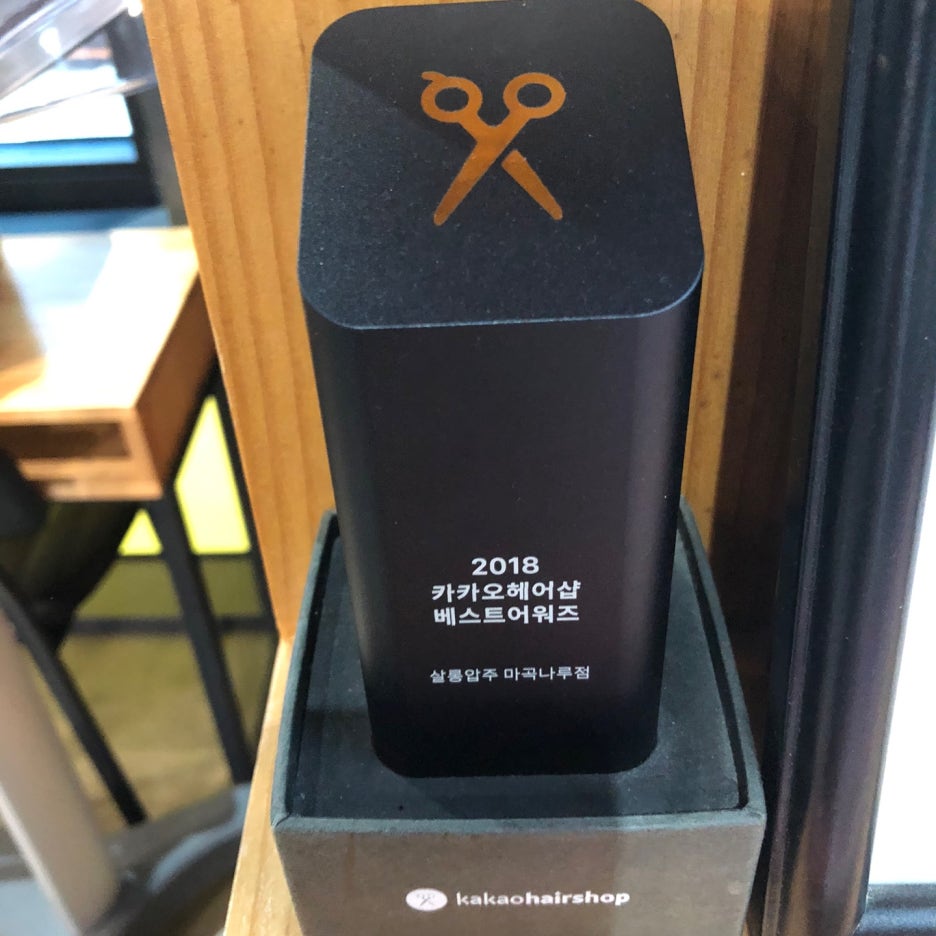 2018
카카오헤어샵
베스트어워즈
살롱압주 마곡나루점
kakaohairshop